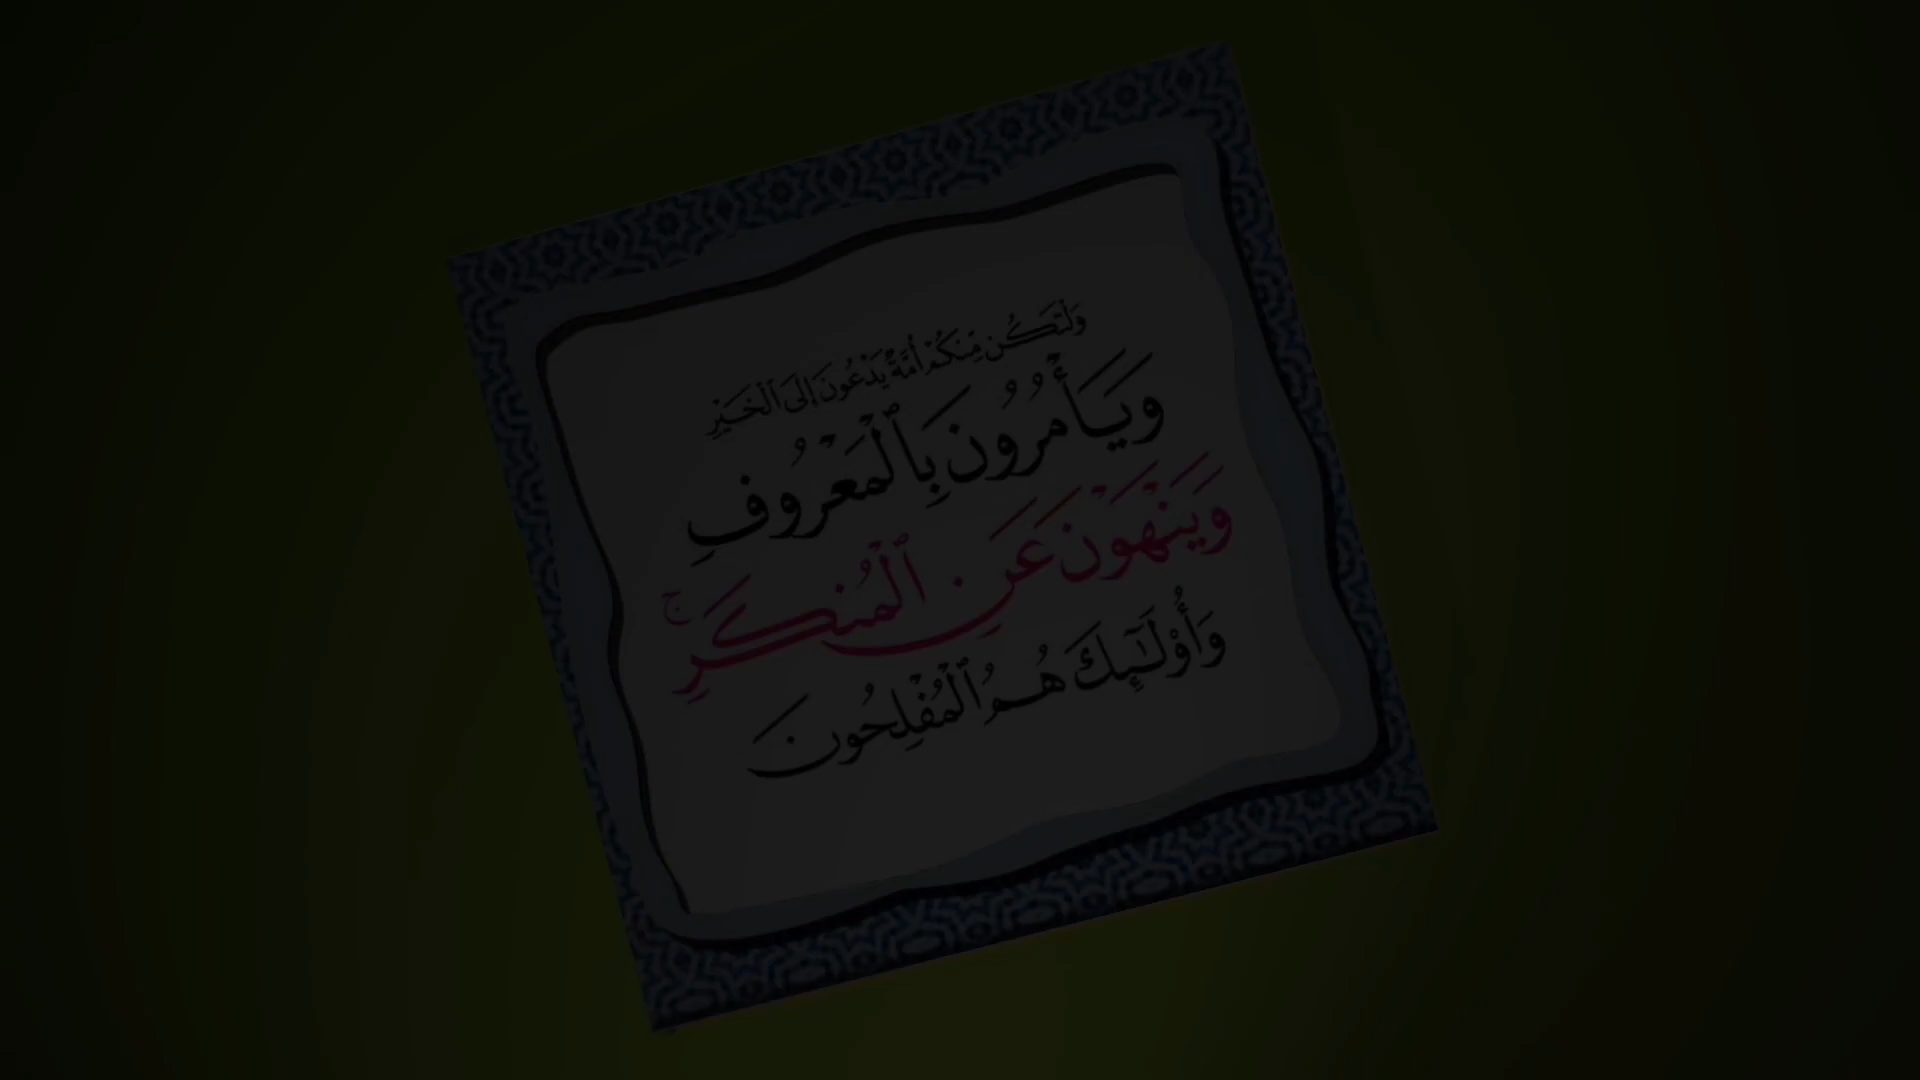 وَلْتَكُن مِّنكُمْ أُمَّةٌ يَدْعُونَ إِلَى ٱلْخَيْرِ
وَيَأْمُرُونَ بِٱلْمَعْرُوفِ
وَيَنْهَوْنَ عَنِ ٱلْمُنكَرِ ۚ
وَأُو۟لَـٰٓئِكَ هُمُ ٱلْمُفْلِحُونَ